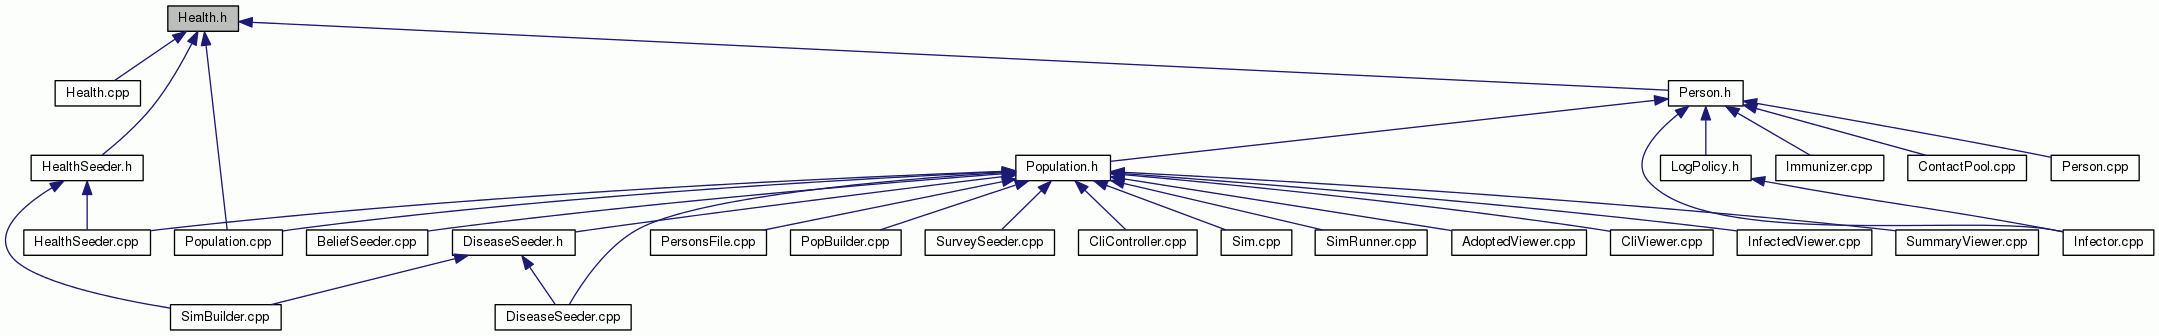 Health.h
Health.cpp
Person.h
HealthSeeder.h
Population.h
LogPolicy.h
Immunizer.cpp
ContactPool.cpp
Person.cpp
HealthSeeder.cpp
Population.cpp
BeliefSeeder.cpp
DiseaseSeeder.h
PersonsFile.cpp
PopBuilder.cpp
SurveySeeder.cpp
CliController.cpp
Sim.cpp
SimRunner.cpp
AdoptedViewer.cpp
CliViewer.cpp
InfectedViewer.cpp
SummaryViewer.cpp
Infector.cpp
SimBuilder.cpp
DiseaseSeeder.cpp